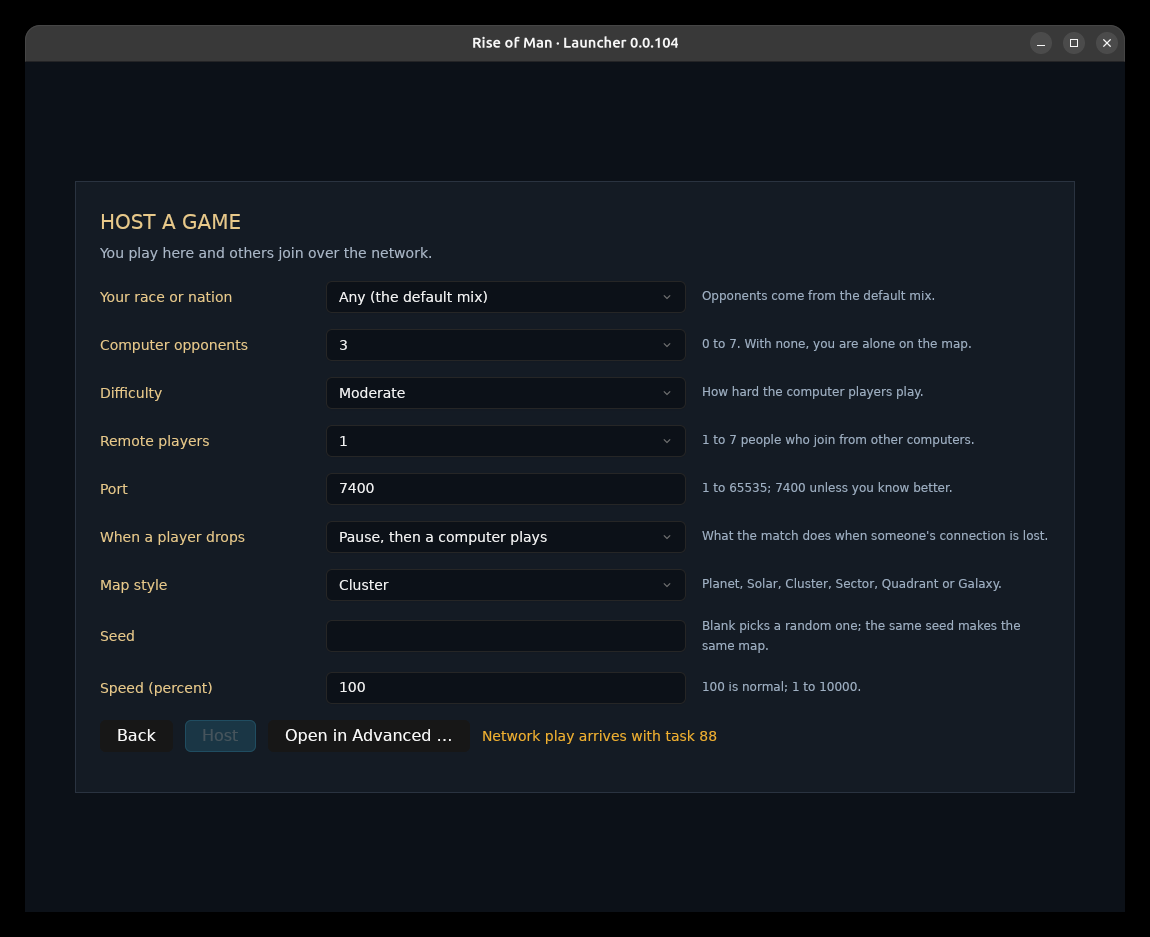 Rise of Man · Launcher 0.0.104
HOST A GAME
You play here and others join over the network.
Your race or nation
Any (the default mix)
Opponents come from the default mix.
Computer opponents
3
0 to 7. With none, you are alone on the map.
Difficulty
Moderate
How hard the computer players play.
Remote players
1
1 to 7 people who join from other computers.
Port
7400
1 to 65535; 7400 unless you know better.
When a player drops
Pause, then a computer plays
What the match does when someone's connection is lost.
Map style
Cluster
Planet, Solar, Cluster, Sector, Quadrant or Galaxy.
Seed
Blank picks a random one; the same seed makes the
same map.
Speed (percent)
100
100 is normal; 1 to 10000.
Back
Host
Open in Advanced ...
Network play arrives with task 88